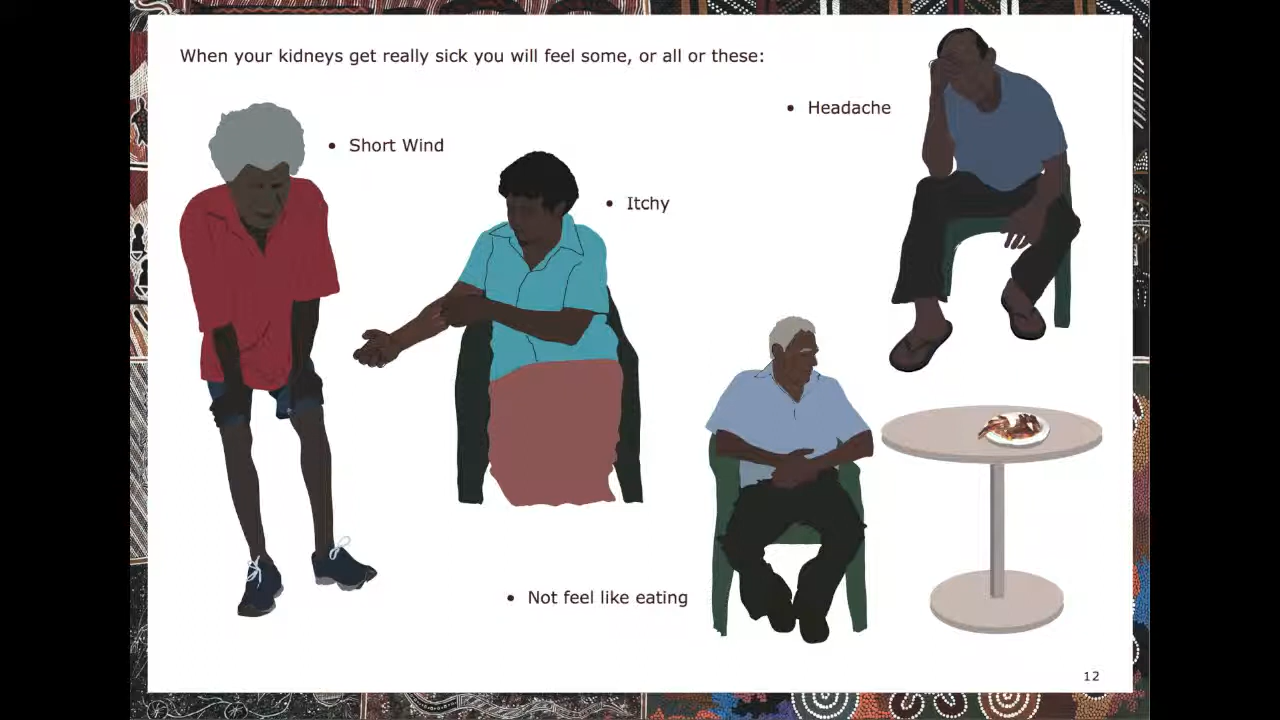 When your kidneys get really sick you will feel some, or all or these:
• Headache
• Short Wind
• Itchy
• Not feel like eating
12